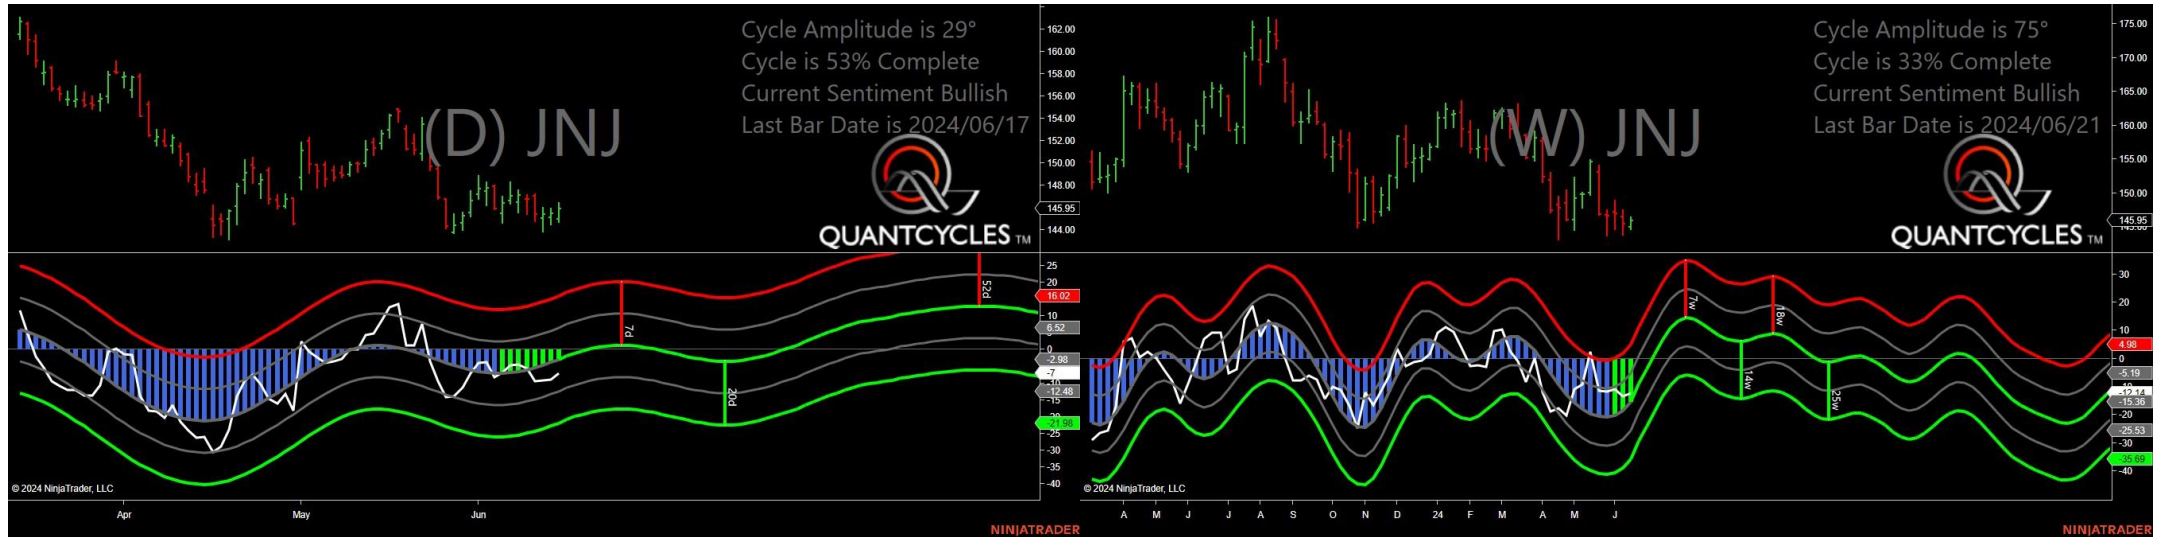 Cycle Amplitude is 29°
Cycle is 53% Complete
Current Sentiment Bullish
Last Bar Date is 2024/06/17
(D) JNJ
QUANTCYCLES TM
162.00
160.00
158.00
156.00
154.00
152.00
150.00
148.00
145.95
144.00
7d
20d
52d
25
20
16.02
10
6.52
0
-2.98
-7
-12.48
-15
-21.98
-25
-30
-35
-40
© 2024 NinjaTrader, LLC
Apr May Jun
NINJATRADER
Cycle Amplitude is 75°
Cycle is 33% Complete
Current Sentiment Bullish
Last Bar Date is 2024/06/21
(W) JNJ
QUANTCYCLES TM
175.00
170.00
165.00
160.00
155.00
150.00
145.95
7w
18w
14w
25w
30
20
10
4.98
0
-5.19
-12.14
-15.36
-20
-25.53
-30
-35.69
-40
© 2024 NinjaTrader, LLC
A M J J A S O N D 24 F M A M J
NINJATRADER